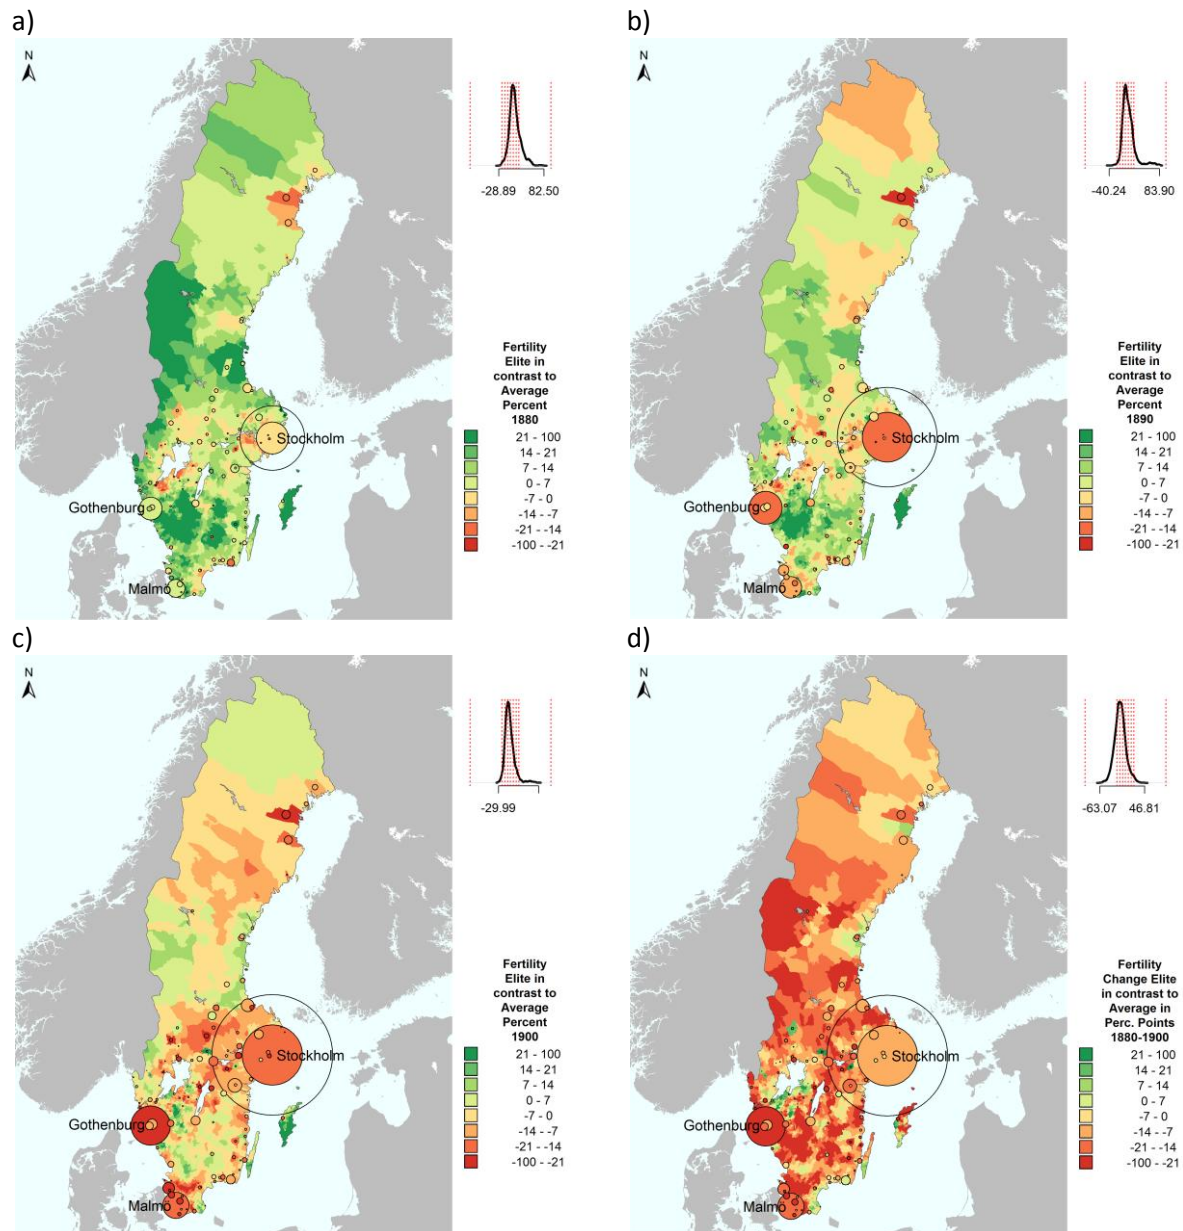 a)
N
-28.89 82.50
Fertility
Elite in
contrast to
Average
Percent
1880
21 - 100
14 - 21
7 - 14
0 - 7
-7 - 0
-14 - -7
-21 - -14
-100 - -21
Stockholm
Gothenburg
Malmö
b)
N
-40.24 83.90
Fertility
Elite in
contrast to
Average
Percent
1890
21 - 100
14 - 21
7 - 14
0 - 7
-7 - 0
-14 - -7
-21 - -14
-100 - -21
Stockholm
Gothenburg
Malmö
c)
N
-29.99
Fertility
Elite in
contrast to
Average
Percent
1900
21 - 100
14 - 21
7 - 14
0 - 7
-7 - 0
-14 - -7
-21 - -14
-100 - -21
Stockholm
Gothenburg
Malmö
d)
N
-63.07 46.81
Fertility
Change Elite
in contrast to
Average in
Perc. Points
1880-1900
21 - 100
14 - 21
7 - 14
0 - 7
-7 - 0
-14 - -7
-21 - -14
-100 - -21
Stockholm
Gothenburg
Malmö